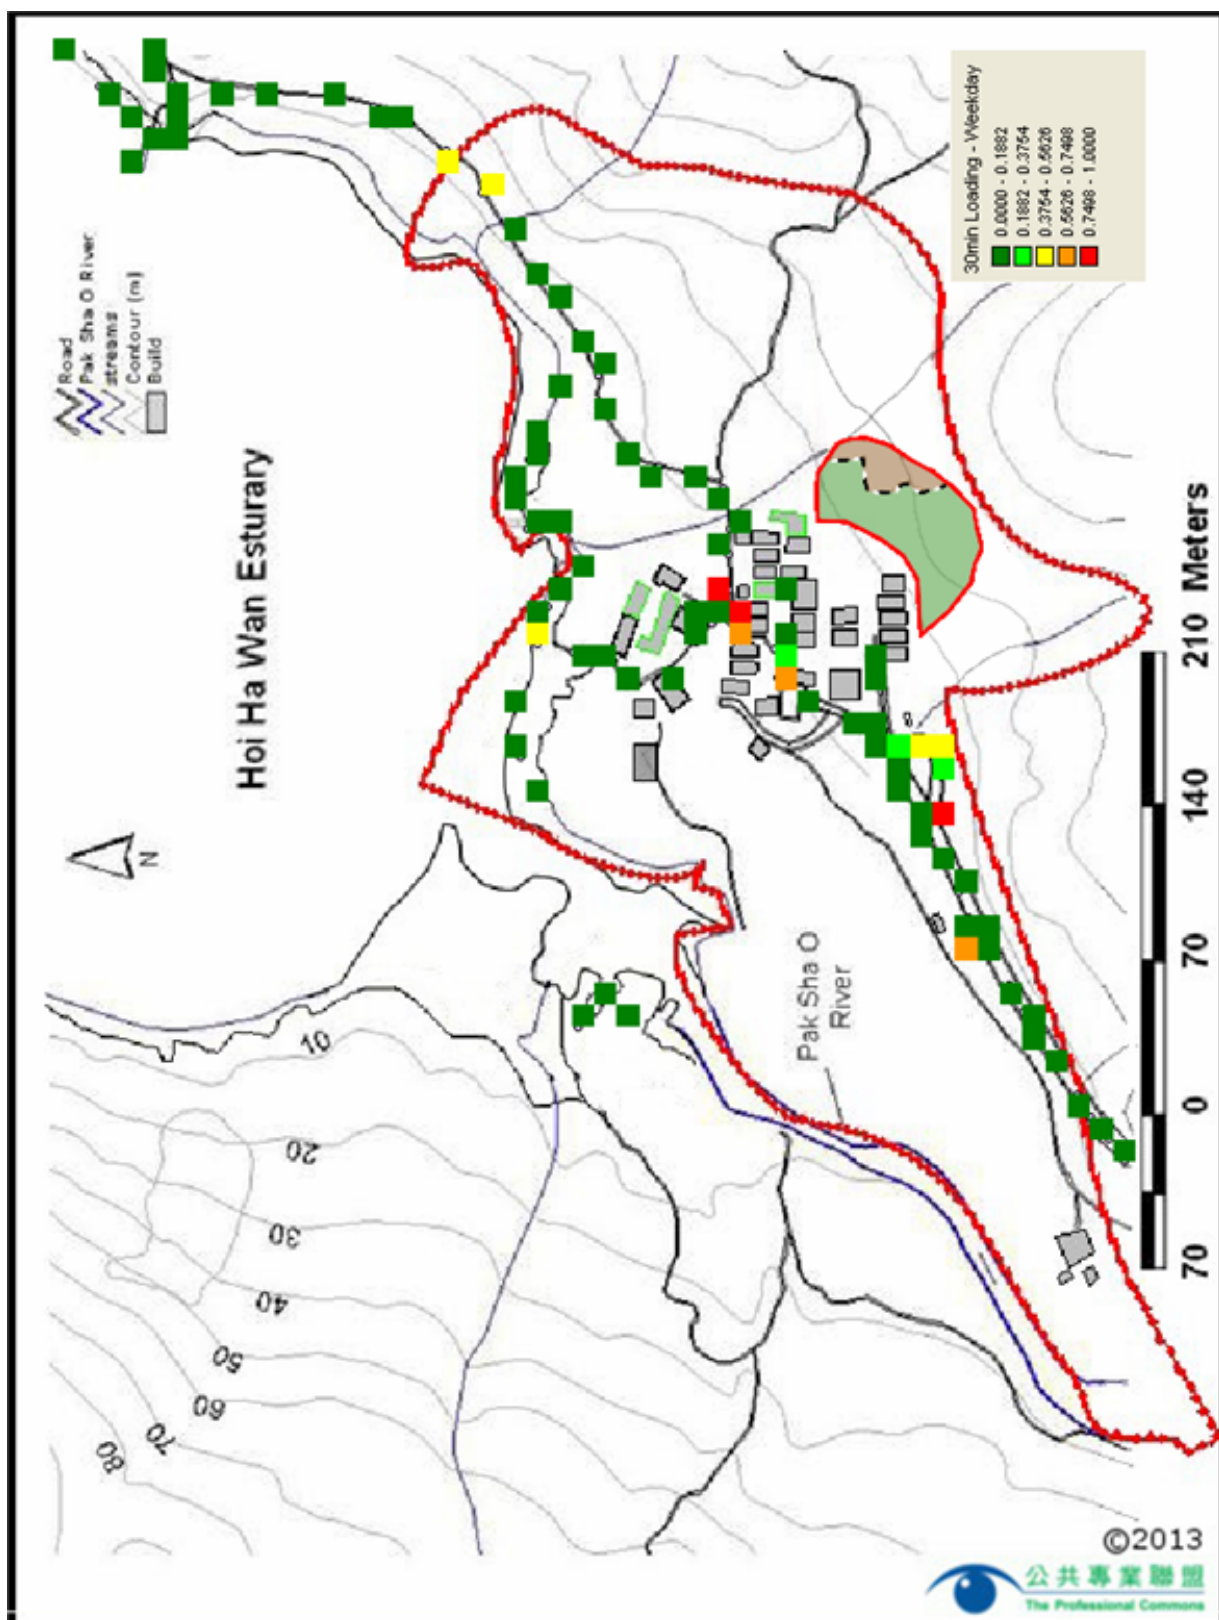 Road
Pak Sha O River
streams
Contour (m)
Build
30min Loading - Weekday
0.0000 - 0.1882
0.1882 - 0.3754
0.3754 - 0.5626
0.5626 - 0.7498
0.7498 - 1.0000
Hoi Ha Wan Esturary
N
Pak Sha O
River
10
20
30
40
50
60
70
80
70 0 70 140 210 Meters
©2013
公共專業聯盟
The Professional Commons